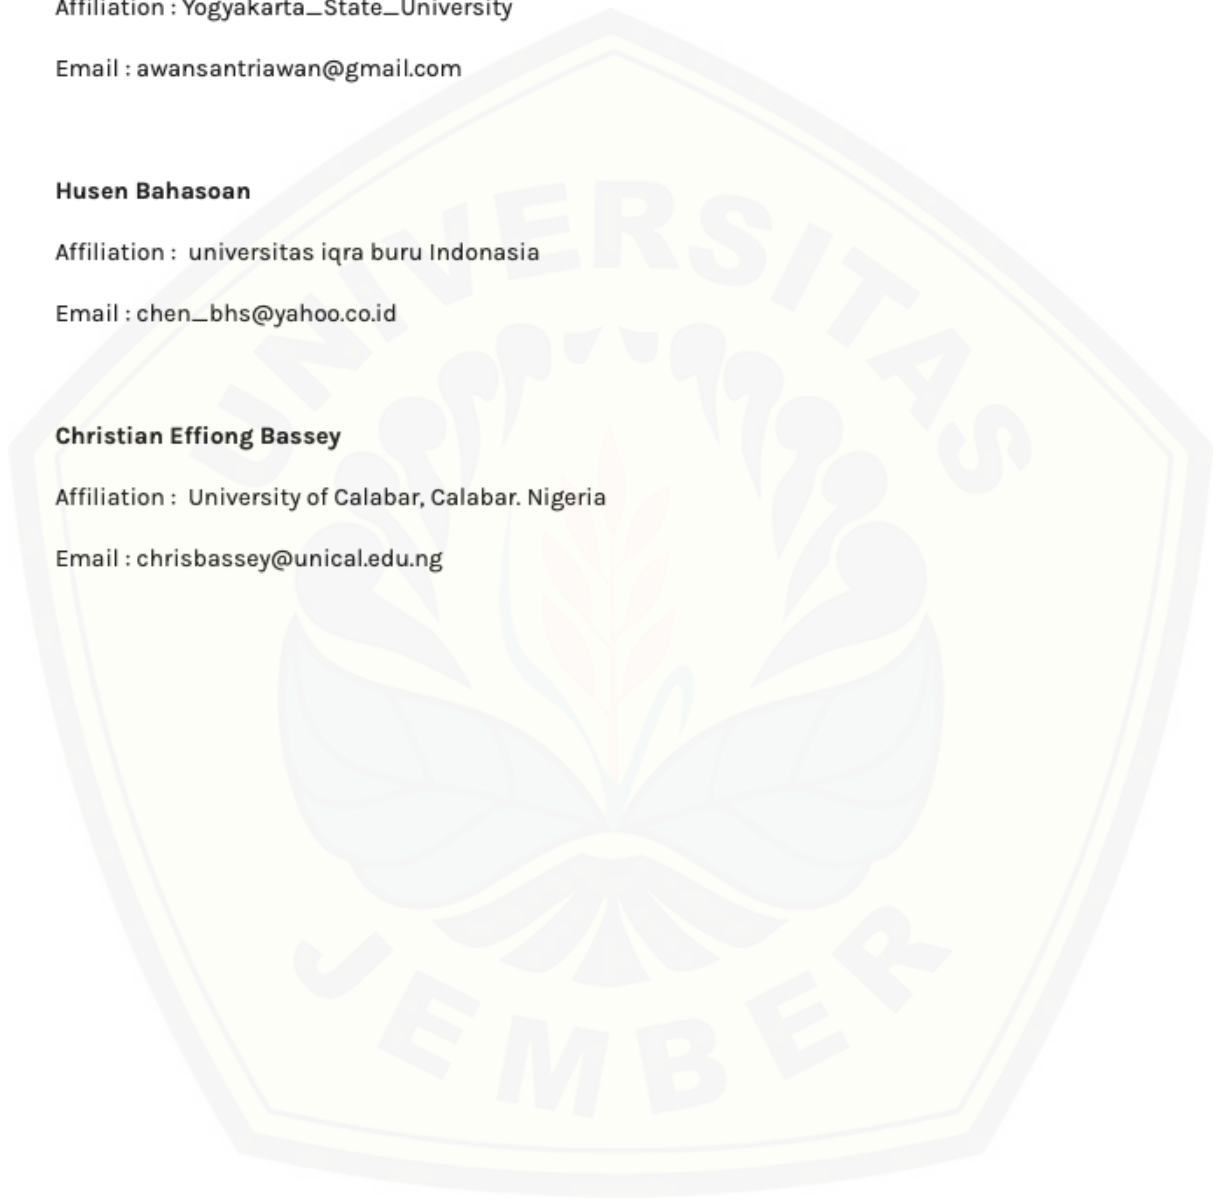 Affiliation : Yogyakarta_State_University
Email : awansantriawan@gmail.com
Husen Bahasoan
Affiliation :  universitas iqra buru Indonasia
Email : chen_bhs@yahoo.co.id
Christian Effiong Bassey
Affiliation :  University of Calabar, Calabar. Nigeria
Email : chrisbassey@unical.edu.ng
UNIVERSITAS
JEMBER